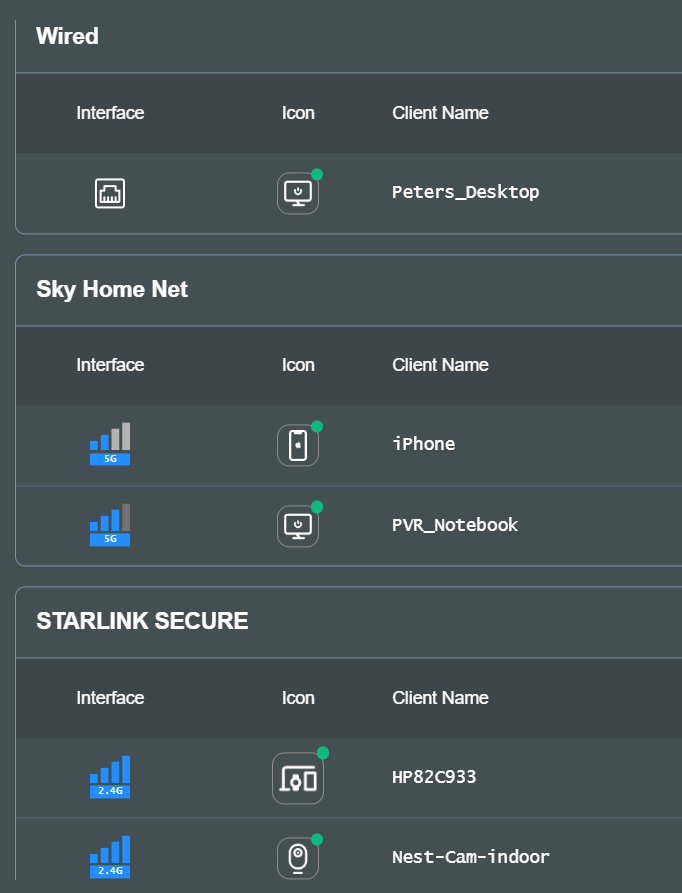 Wired
Interface Icon Client Name
Peters_Desktop
Sky Home Net
Interface Icon Client Name
5G iPhone
5G PVR_Notebook
STARLINK SECURE
Interface Icon Client Name
2.4G HP82C933
2.4G Nest-Cam-indoor